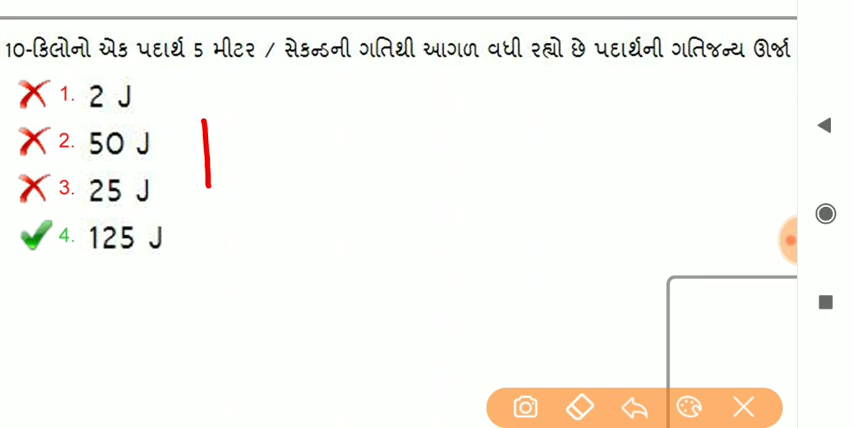 10-કિલોનો એક પદાર્થ 5 મીટર / સેકન્ડની ગતિથી આગળ વધી રહ્યો છે પદાર્થની ગતિજન્ય ઊર્જા
1. 2 J
2. 50 J
3. 25 J
4. 125 J